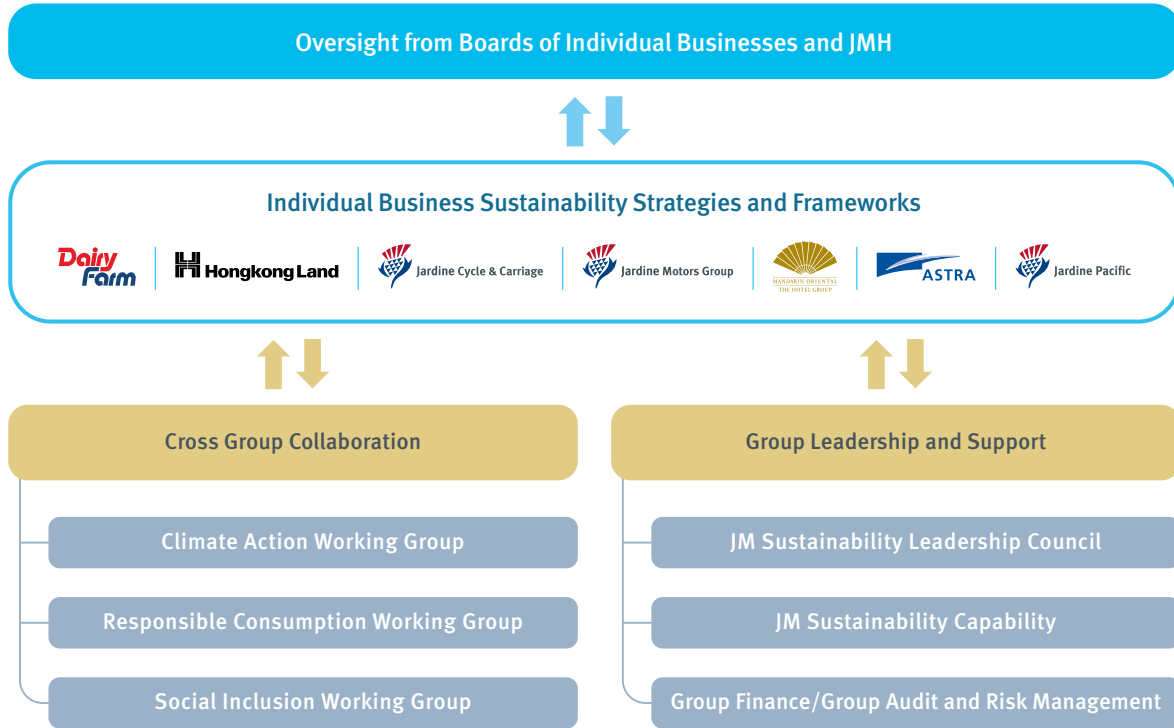 Oversight from Boards of Individual Businesses and JMH
Individual Business Sustainability Strategies and Frameworks
Dairy
Farm
Hongkong Land
Jardine Cycle & Carriage
Jardine Motors Group
MANDARIN ORIENTAL
THE HOTEL GROUP
ASTRA
Jardine Pacific
Cross Group Collaboration
Climate Action Working Group
Responsible Consumption Working Group
Social Inclusion Working Group
Group Leadership and Support
JM Sustainability Leadership Council
JM Sustainability Capability
Group Finance/Group Audit and Risk Management